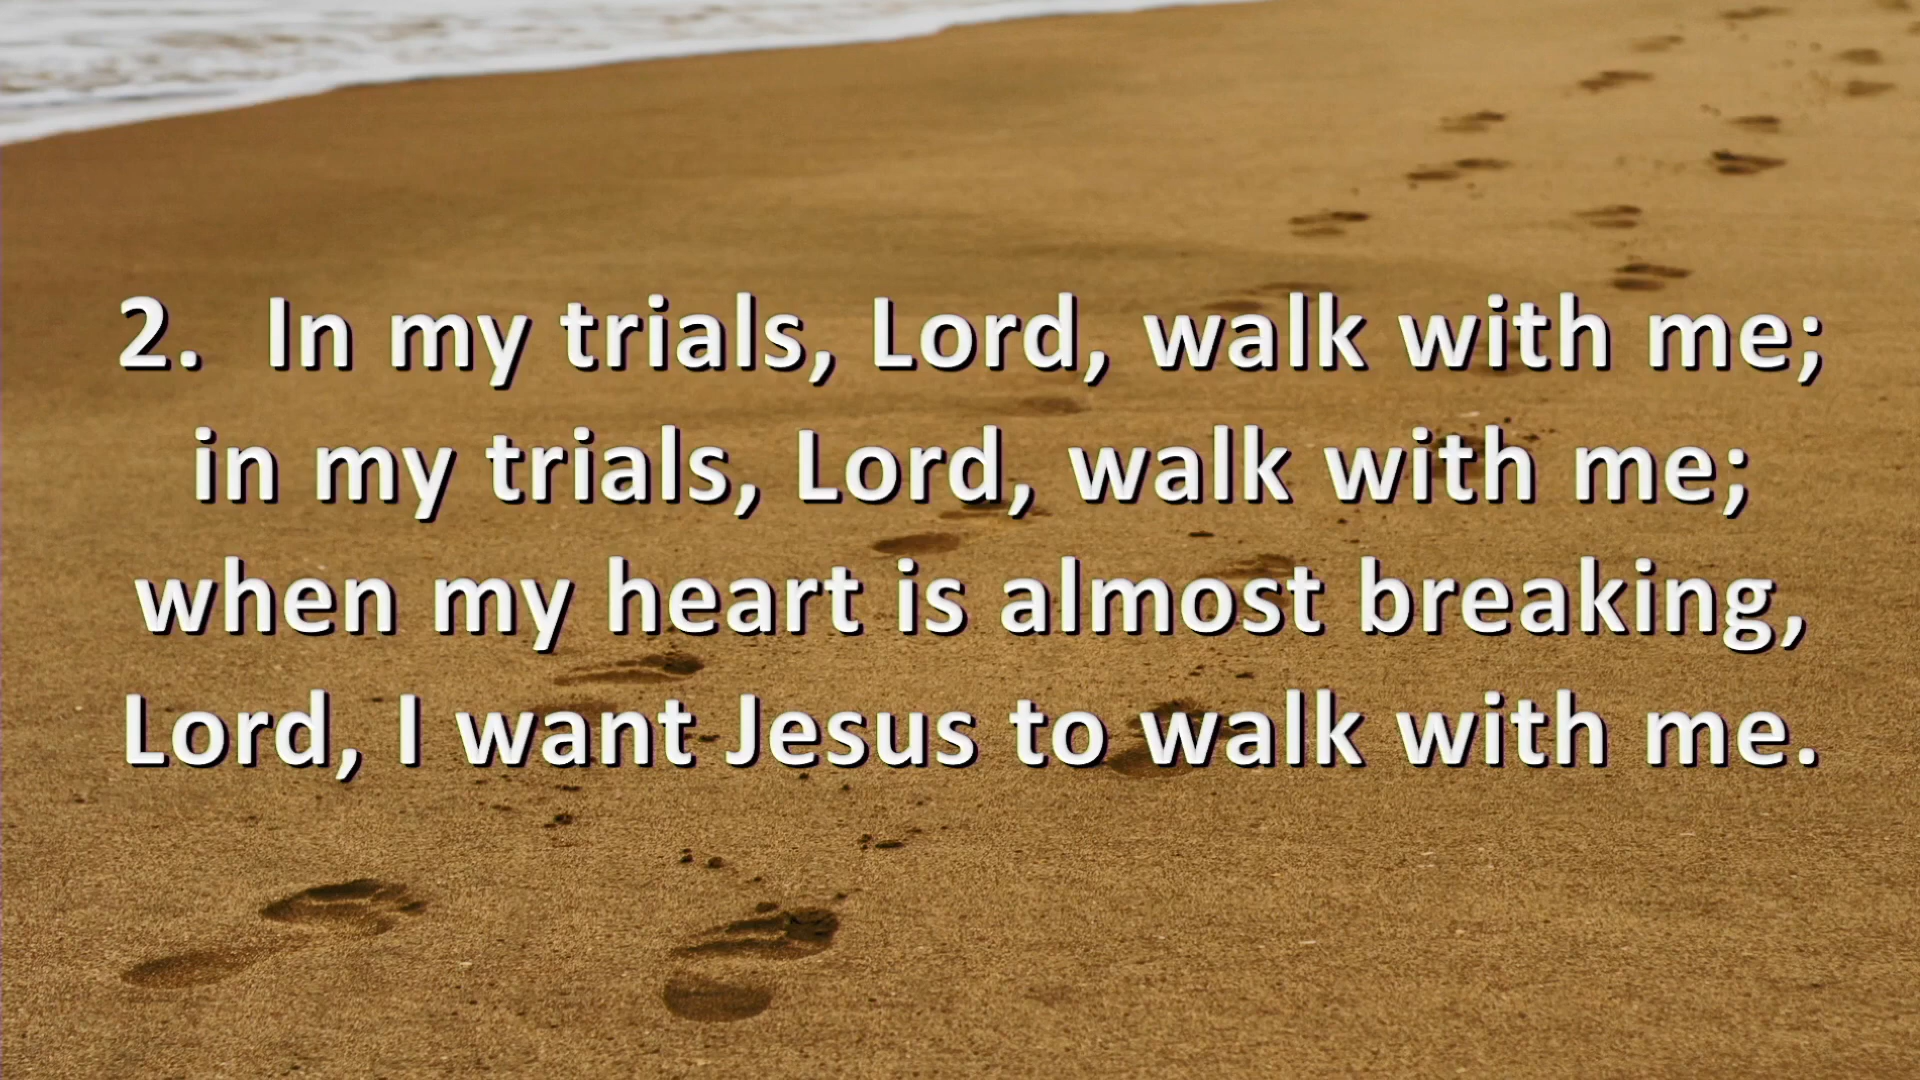 2. In my trials, Lord, walk with me;
in my trials, Lord, walk with me;
when my heart is almost breaking,
Lord, I want Jesus to walk with me.